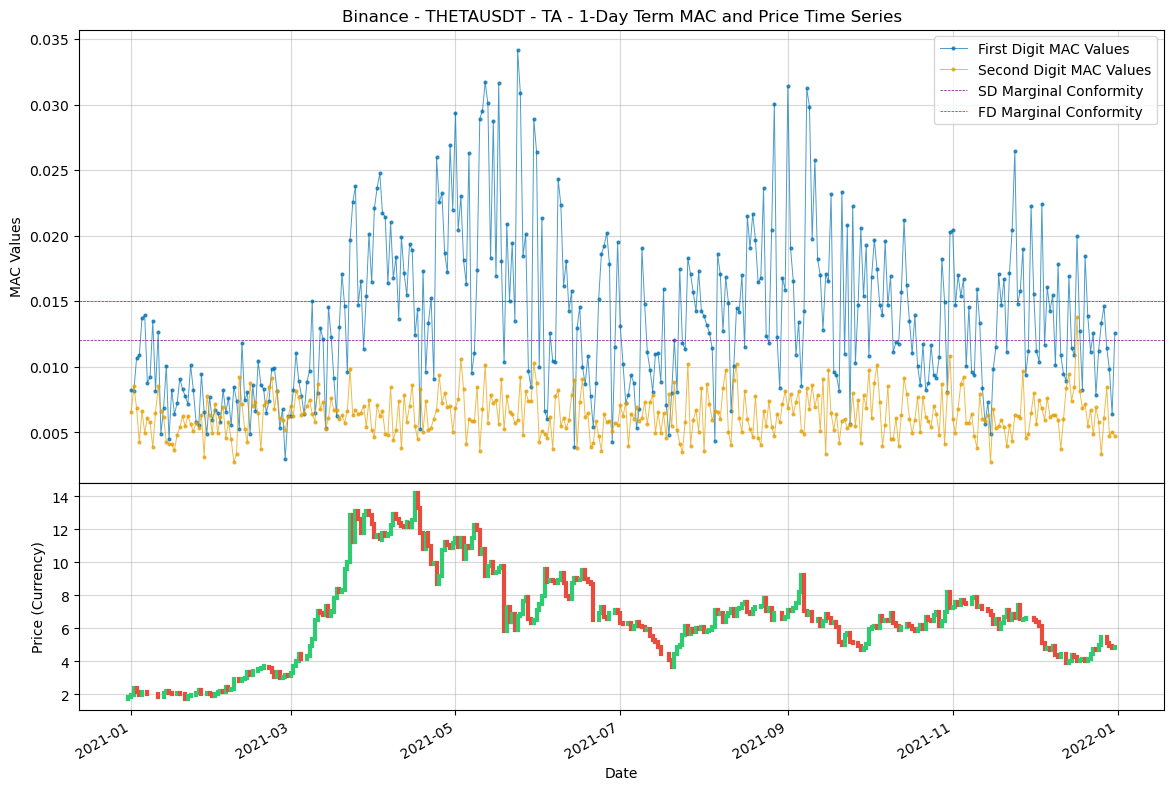 Binance - THETAUSDT - TA - 1-Day Term MAC and Price Time Series
First Digit MAC Values
Second Digit MAC Values
SD Marginal Conformity
FD Marginal Conformity
MAC Values
0.035
0.030
0.025
0.020
0.015
0.010
0.005
Price (Currency)
14
12
10
8
6
4
2
2021-01
2021-03
2021-05
2021-07
2021-09
2021-11
2022-01
Date